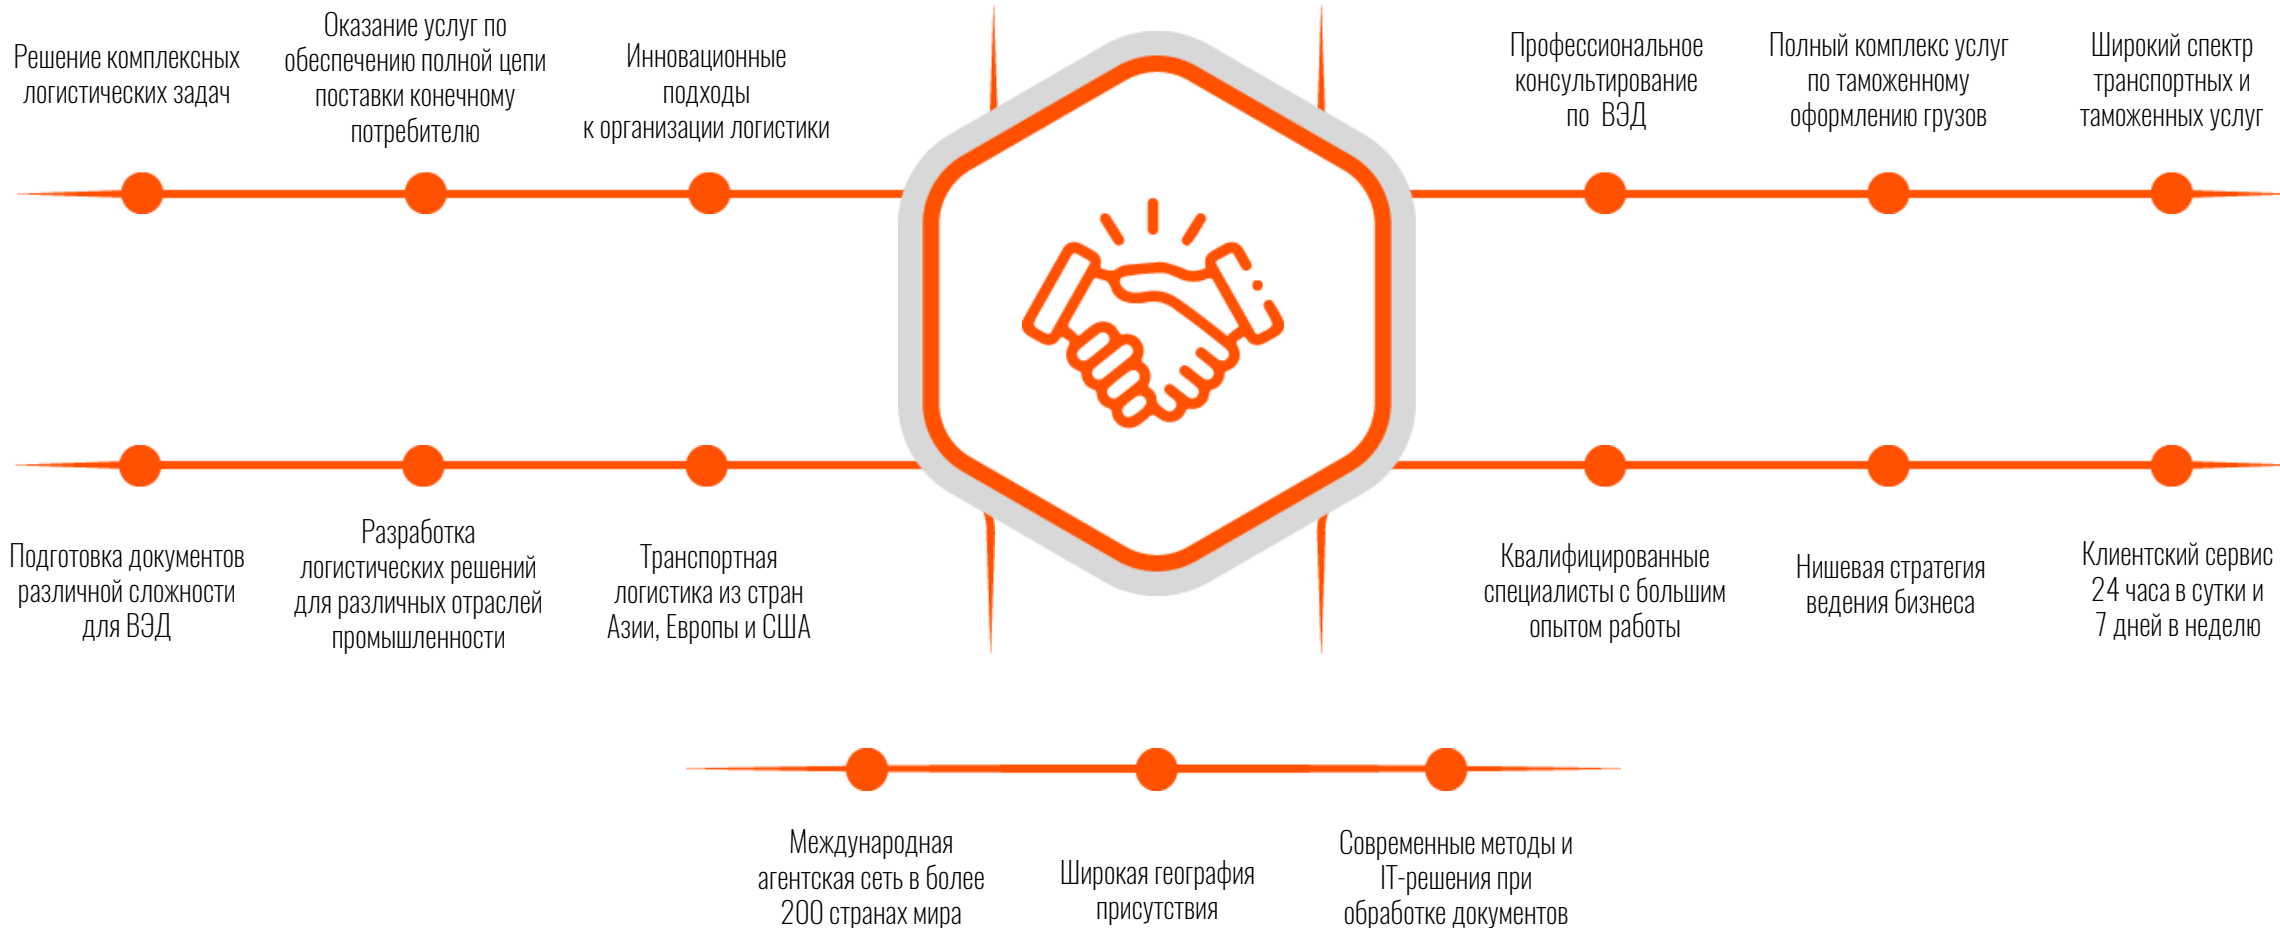 Решение комплексных
логистических задач
Оказание услуг по
обеспечению полной цепи
поставки конечному
потребителю
Инновационные
подходы
к организации логистики
Профессиональное
консультирование
по ВЭД
Полный комплекс услуг
по таможенному
оформлению грузов
Широкий спектр
транспортных и
таможенных услуг
Подготовка документов
различной сложности
для ВЭД
Разработка
логистических решений
для различных отраслей
промышленности
Транспортная
логистика из стран
Азии, Европы и США
Квалифицированные
специалисты с большим
опытом работы
Нишевая стратегия
ведения бизнеса
Клиентский сервис
24 часа в сутки и
7 дней в неделю
Международная
агентская сеть в более
200 странах мира
Широкая география
присутствия
Современные методы и
IT-решения при
обработке документов